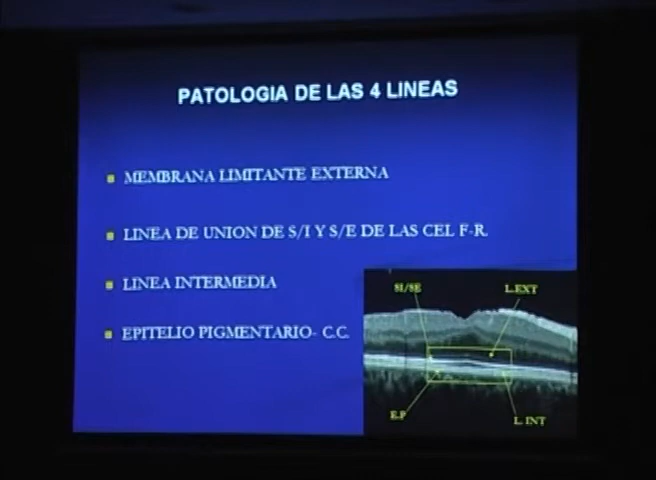 PATOLOGIA DE LAS 4 LINEAS
MEMBRANA LIMITANTE EXTERNA
LINEA DE UNION DE S/I Y S/E DE LAS CEL F-R.
LINEA INTERMEDIA
EPITELIO PIGMENTARIO- C.C.
SI/SE
L.EXT
E.P
L. INT